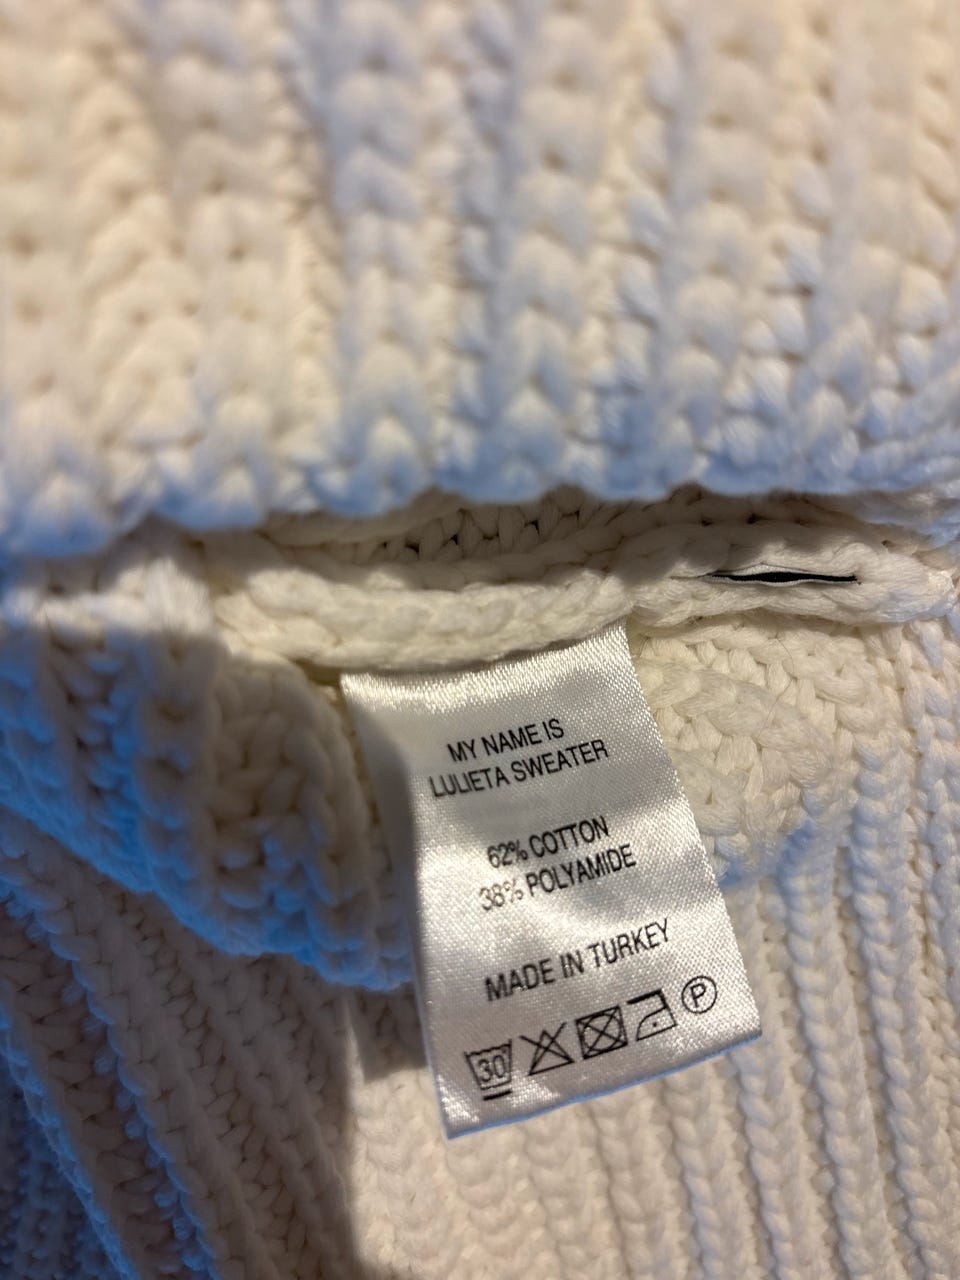 MY NAME IS
LULIETA SWEATER
62% COTTON
38% POLYAMIDE
MADE IN TURKEY
30 P